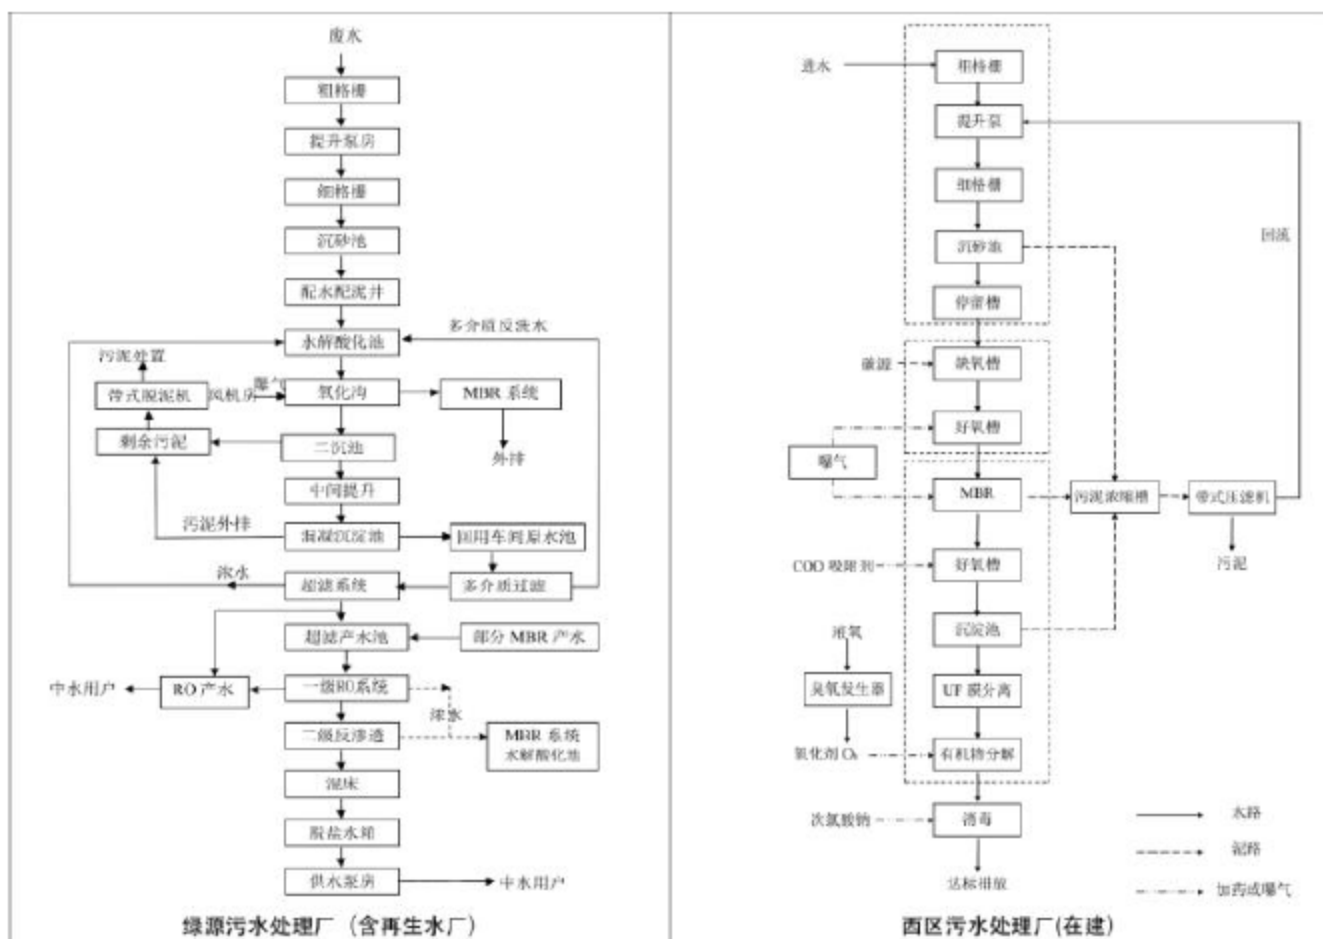 废水
粗格栅
提升泵房
细格栅
沉砂池
配水配泥井
多介质反洗水
水解酸化池
污泥处置
曝气
带式脱泥机
风机房
氧化沟
MBR 系统
剩余污泥
二沉池
外排
中间提升
污泥外排
混凝沉淀池
回用车间原水池
浓水
超滤系统
多介质过滤
超滤产水池
部分 MBR 产水
中水用户
RO 产水
一级RO系统
浓水
二级反渗透
MBR 系统
水解酸化池
混床
脱盐水箱
供水泵房
中水用户
绿源污水处理厂（含再生水厂）
进水
粗格栅
提升泵
细格栅
回流
沉砂池
停留槽
碳源
缺氧槽
好氧槽
曝气
MBR
污泥浓缩槽
带式压滤机
COD 吸附剂
好氧槽
污泥
液氧
沉淀池
臭氧发生器
UF 膜分离
氧化剂 O₃
有机物分解
次氯酸钠
消毒
水路
泥路
加药或曝气
达标排放
西区污水处理厂(在建)